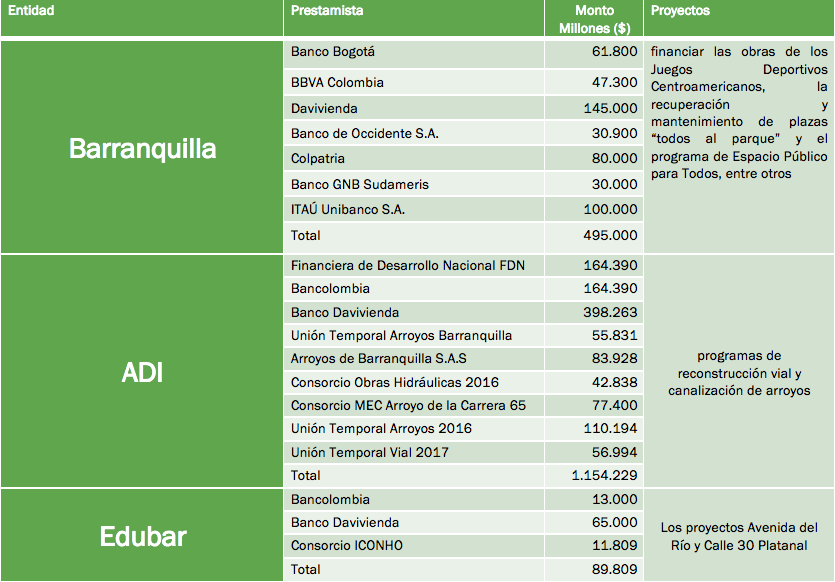 Entidad Prestamista Monto Proyectos
Millones ($)
Barranquilla
Banco Bogotá 61.800
BBVA Colombia 47.300
Davivienda 145.000
Banco de Occidente S.A. 30.900
Colpatria 80.000
Banco GNB Sudameris 30.000
ITAÚ Unibanco S.A. 100.000
Total 495.000
financiar las obras de los
Juegos Deportivos
Centroamericanos, la
recuperación y
mantenimiento de plazas
“todos al parque” y el
programa de Espacio Público
para Todos, entre otros
ADI
Financiera de Desarrollo Nacional FDN 164.390
Bancolombia 164.390
Banco Davivienda 398.263
Unión Temporal Arroyos Barranquilla 55.831
Arroyos de Barranquilla S.A.S 83.928
Consorcio Obras Hidráulicas 2016 42.838
Consorcio MEC Arroyo de la Carrera 65 77.400
Unión Temporal Arroyos 2016 110.194
Unión Temporal Vial 2017 56.994
Total 1.154.229
programas de
reconstrucción vial y
canalización de arroyos
Edubar
Bancolombia 13.000
Banco Davivienda 65.000
Consorcio ICONHO 11.809
Total 89.809
Los proyectos Avenida del
Río y Calle 30 Platanal